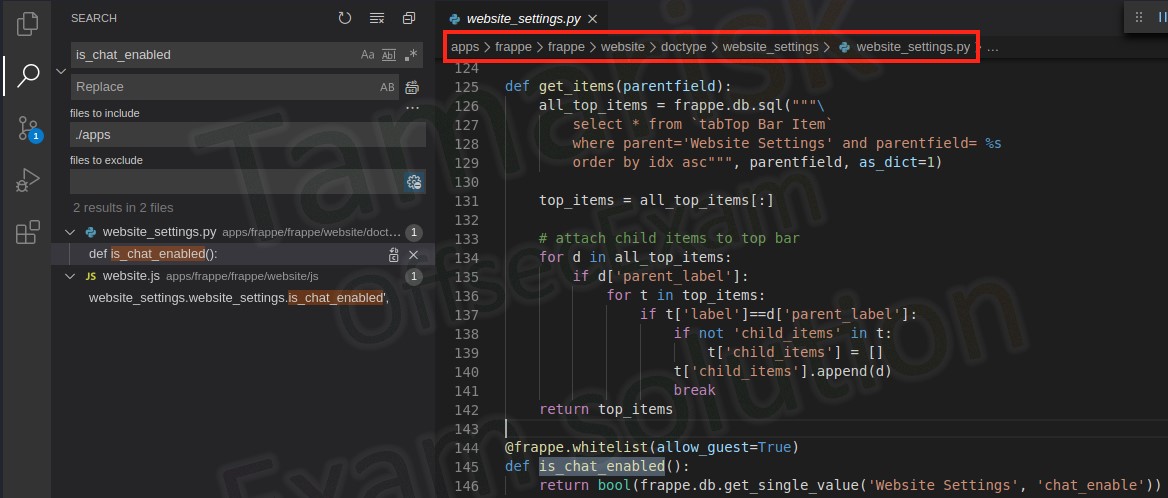 SEARCH
is_chat_enabled
Aa
Abl
.*
Replace
AB
files to include
./apps
files to exclude
2 results in 2 files
website_settings.py apps/frappe/frappe/website/doct... 1
def is_chat_enabled():
JS website.js apps/frappe/frappe/website/js 1
website_settings.website_settings.is_chat_enabled',
1
website_settings.py
apps > frappe > frappe > website > doctype > website_settings > website_settings.py > ...
124
125 def get_items(parentfield):
126 all_top_items = frappe.db.sql("""\
127 select * from `tabTop Bar Item`
128 where parent='Website Settings' and parentfield= %s
129 order by idx asc""", parentfield, as_dict=1)
130
131 top_items = all_top_items[:]
132
133 # attach child items to top bar
134 for d in all_top_items:
135 if d['parent_label']:
136 for t in top_items:
137 if t['label']==d['parent_label']:
138 if not 'child_items' in t:
139 t['child_items'] = []
140 t['child_items'].append(d)
141 break
142 return top_items
143
144 @frappe.whitelist(allow_guest=True)
145 def is_chat_enabled():
146 return bool(frappe.db.get_single_value('Website Settings', 'chat_enable'))
Tamarisk
OffsedExam
Exam solution